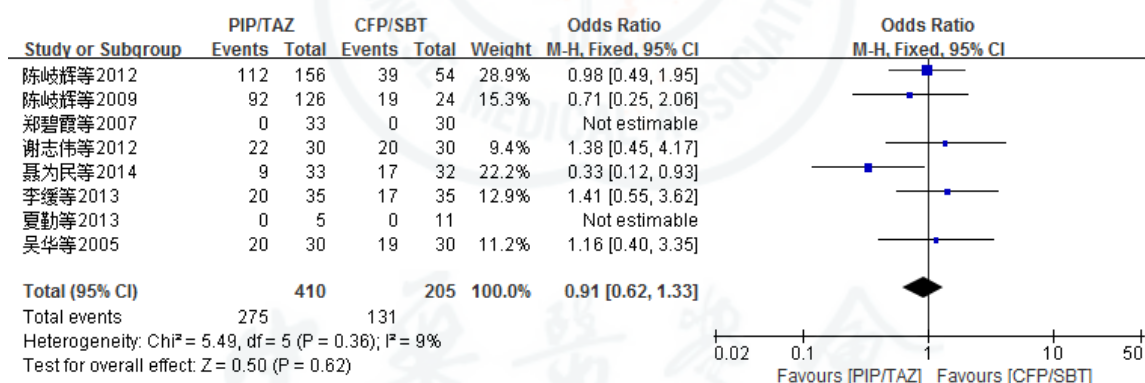 PIP/TAZ CFP/SBT Odds Ratio Odds Ratio
Study or Subgroup Events Total Events Total Weight M-H, Fixed, 95% CI M-H, Fixed, 95% CI
陈岐辉等2012 112 156 39 54 28.9% 0.98 [0.49, 1.95]
陈岐辉等2009 92 126 19 24 15.3% 0.71 [0.25, 2.06]
郑碧霞等2007 0 33 0 30 Not estimable
谢志伟等2012 22 30 20 30 9.4% 1.38 [0.45, 4.17]
聂为民等2014 9 33 17 32 22.2% 0.33 [0.12, 0.93]
李缓等2013 20 35 17 35 12.9% 1.41 [0.55, 3.62]
夏勤等2013 0 5 0 11 Not estimable
吴华等2005 20 30 19 30 11.2% 1.16 [0.40, 3.35]
Total (95% CI) 410 205 100.0% 0.91 [0.62, 1.33]
Total events 275 131
Heterogeneity: Chi² = 5.49, df = 5 (P = 0.36); I² = 9%
Test for overall effect: Z = 0.50 (P = 0.62)
0.02 0.1 1 10 50
Favours [PIP/TAZ] Favours [CFP/SBT]